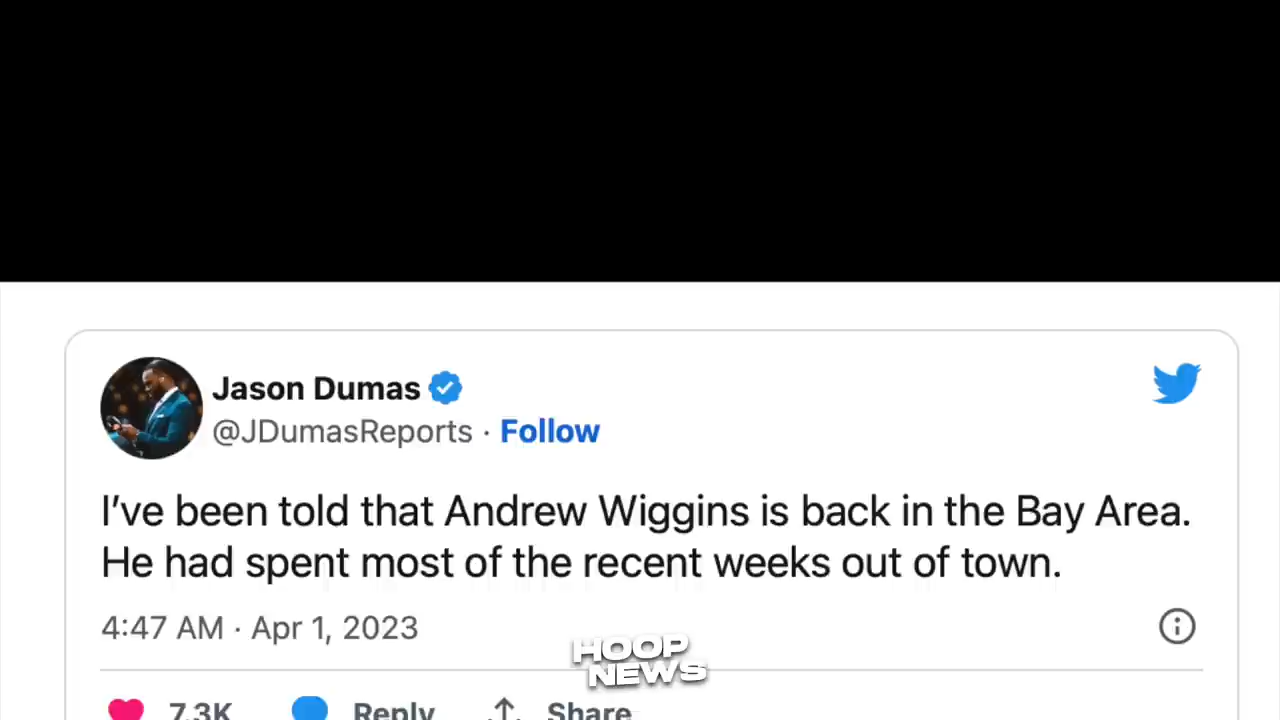 Jason Dumas
@JDumasReports · Follow
I’ve been told that Andrew Wiggins is back in the Bay Area.
He had spent most of the recent weeks out of town.
4:47 AM · Apr 1, 2023
HOOP
NEWS
7.3K Reply Share